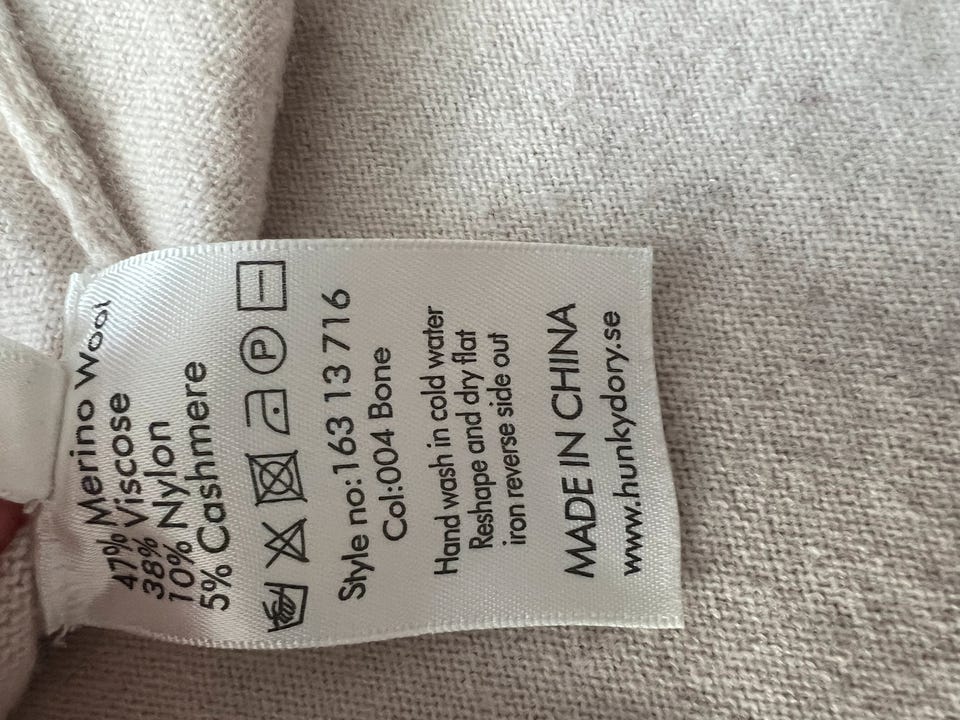 47% Merino Wool
38% Viscose
10% Nylon
5% Cashmere
P
Style no:163 13 716
Col:004 Bone
Hand wash in cold water
Reshape and dry flat
iron reverse side out
MADE IN CHINA
www.hunkydory.se